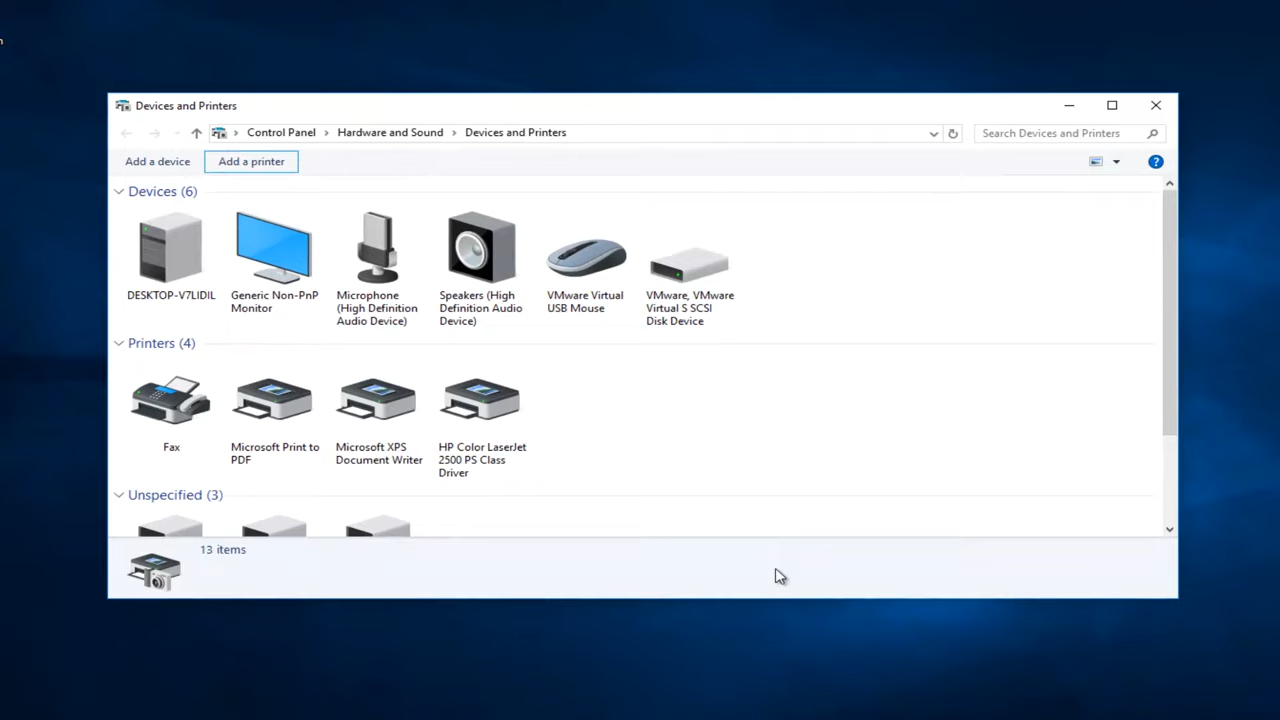 n
Devices and Printers
Control Panel > Hardware and Sound > Devices and Printers
Search Devices and Printers
Add a device
Add a printer
?
Devices (6)
DESKTOP-V7LIDIL
Generic Non-PnP
Monitor
Microphone
(High Definition
Audio Device)
Speakers (High
Definition Audio
Device)
VMware Virtual
USB Mouse
VMware, VMware
Virtual S SCSI
Disk Device
Printers (4)
Fax
Microsoft Print to
PDF
Microsoft XPS
Document Writer
HP Color LaserJet
2500 PS Class
Driver
Unspecified (3)
13 items